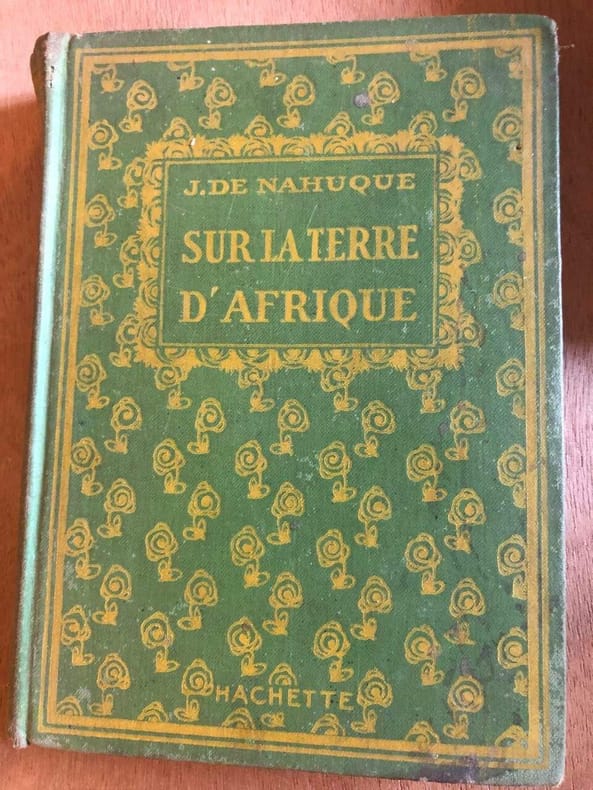 J. DE NAHUQUE
SUR LA TERRE
D'AFRIQUE
HACHETTE